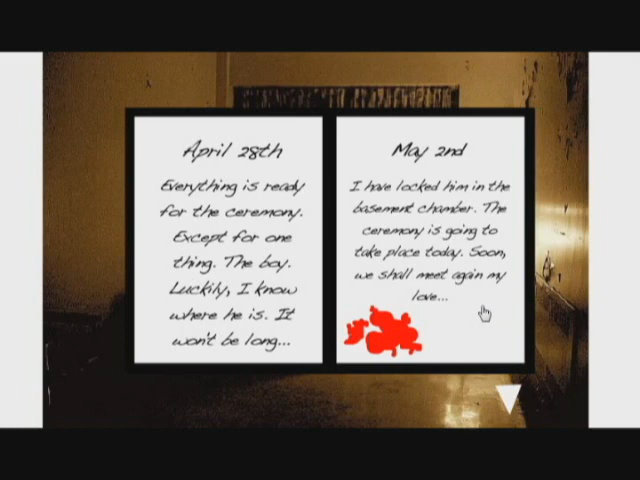 April 28th
Everything is ready
for the ceremony.
Except for one
thing. The boy.
Luckily, I know
where he is. It
won't be long...
May 2nd
I have locked him in the
basement chamber. The
ceremony is going to
take place today. Soon,
we shall meet again my
love...